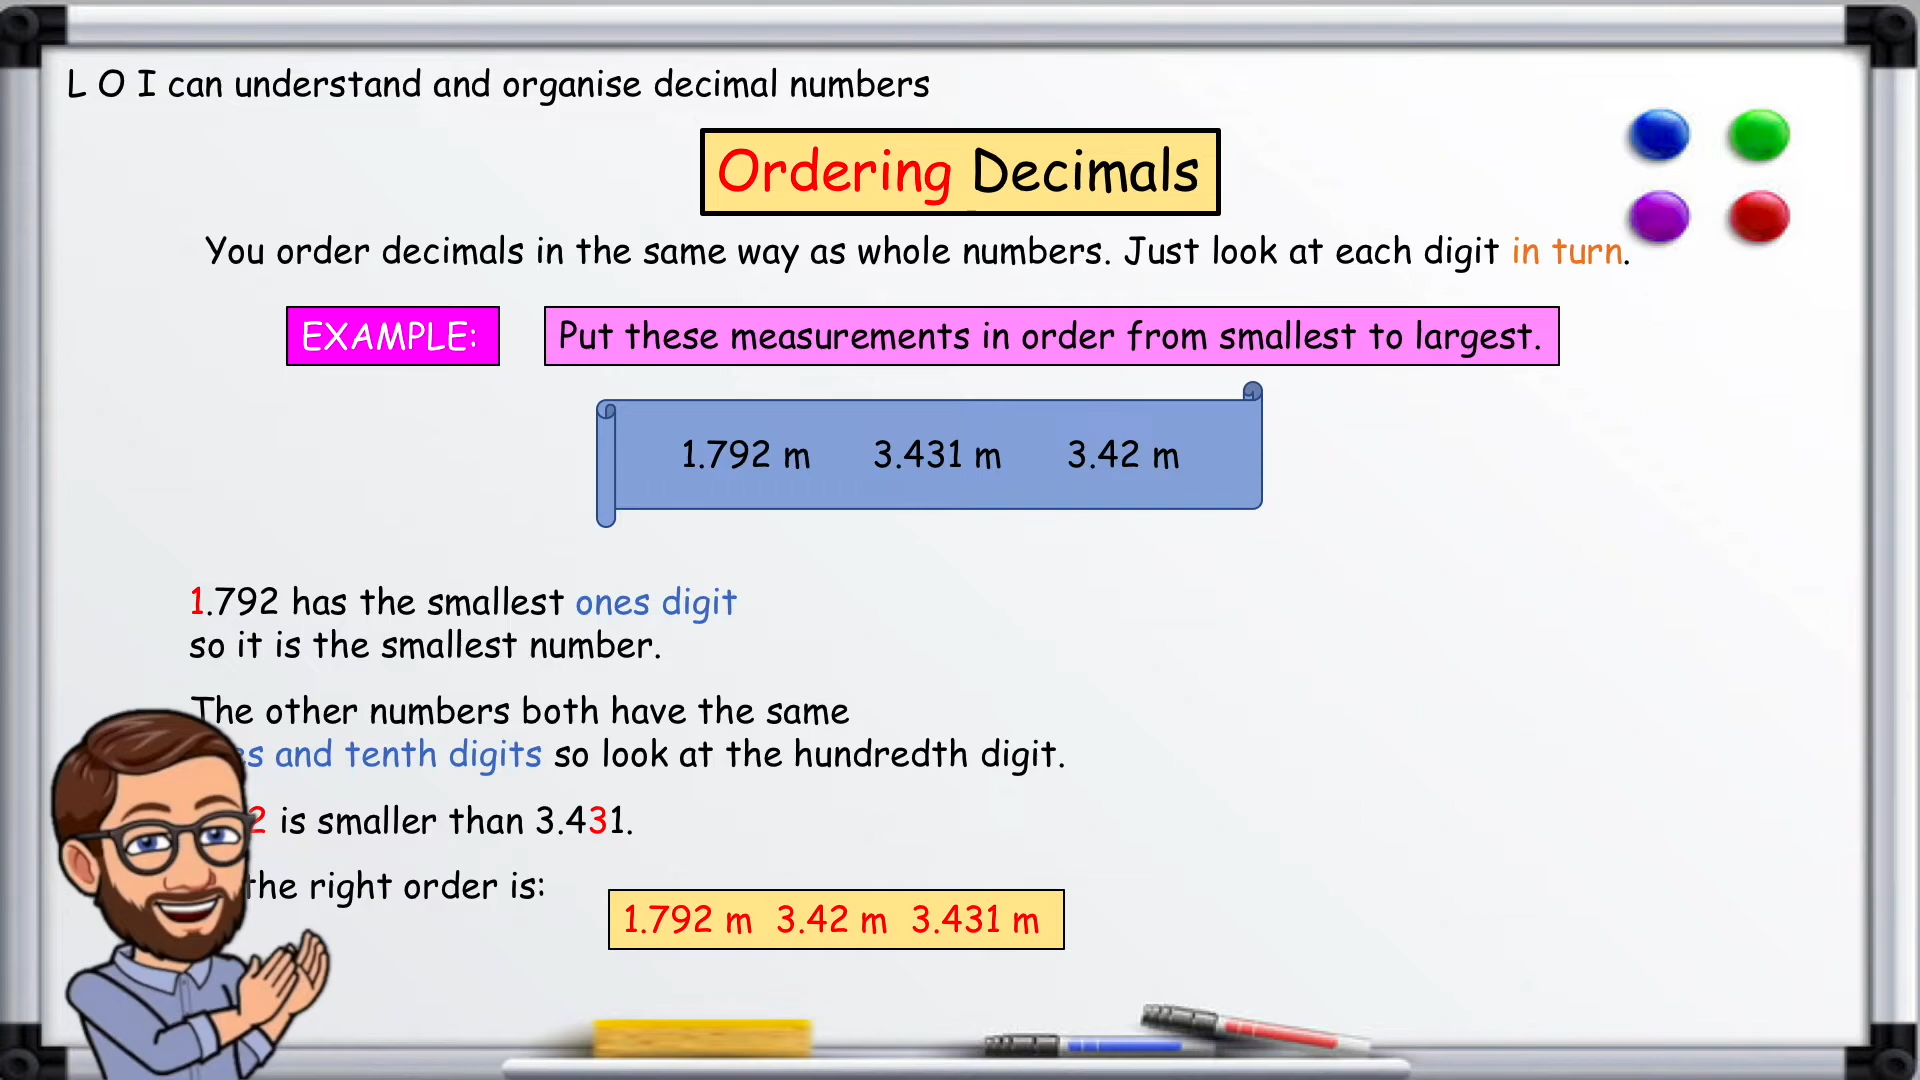 L O I can understand and organise decimal numbers
Ordering Decimals
You order decimals in the same way as whole numbers. Just look at each digit in turn.
EXAMPLE: Put these measurements in order from smallest to largest.
1.792 m 3.431 m 3.42 m
1.792 has the smallest ones digit
so it is the smallest number.
The other numbers both have the same
and tenth digits so look at the hundredth digit.
2 is smaller than 3.431.
the right order is:
1.792 m 3.42 m 3.431 m